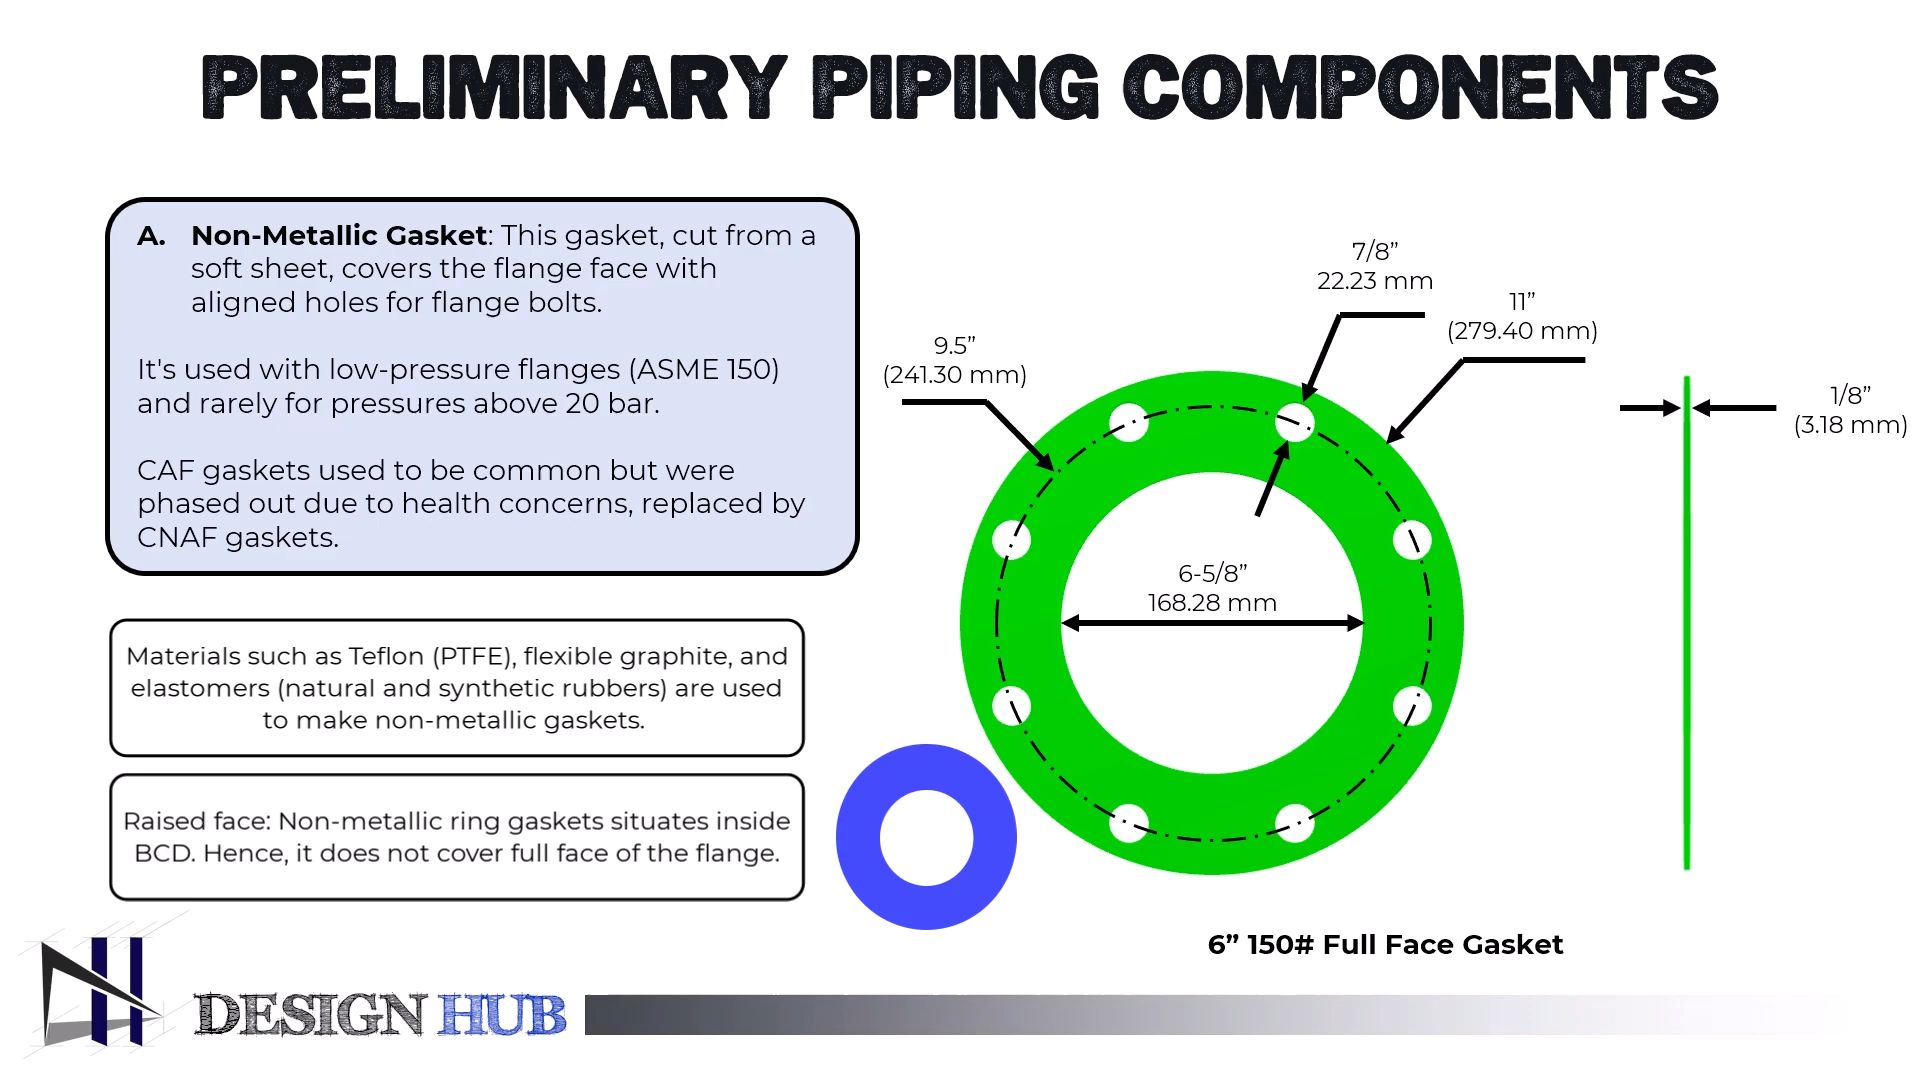 PRELIMINARY PIPING COMPONENTS
A. Non-Metallic Gasket: This gasket, cut from a
soft sheet, covers the flange face with
aligned holes for flange bolts.
It's used with low-pressure flanges (ASME 150)
and rarely for pressures above 20 bar.
CAF gaskets used to be common but were
phased out due to health concerns, replaced by
CNAF gaskets.
Materials such as Teflon (PTFE), flexible graphite, and
elastomers (natural and synthetic rubbers) are used
to make non-metallic gaskets.
Raised face: Non-metallic ring gaskets situates inside
BCD. Hence, it does not cover full face of the flange.
7/8”
22.23 mm
11”
(279.40 mm)
9.5”
(241.30 mm)
1/8”
(3.18 mm)
6-5/8”
168.28 mm
6” 150# Full Face Gasket
DESIGN HUB